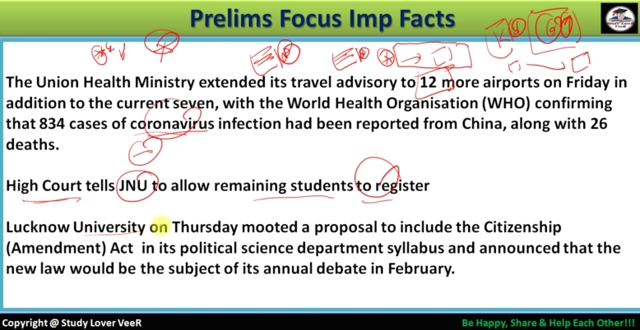 Prelims Focus Imp Facts
The Union Health Ministry extended its travel advisory to 12 more airports on Friday in
addition to the current seven, with the World Health Organisation (WHO) confirming
that 834 cases of coronavirus infection had been reported from China, along with 26
deaths.
High Court tells JNU to allow remaining students to register
Lucknow University on Thursday mooted a proposal to include the Citizenship
(Amendment) Act in its political science department syllabus and announced that the
new law would be the subject of its annual debate in February.
Copyright @ Study Lover VeeR
Be Happy, Share & Help Each Other!!!